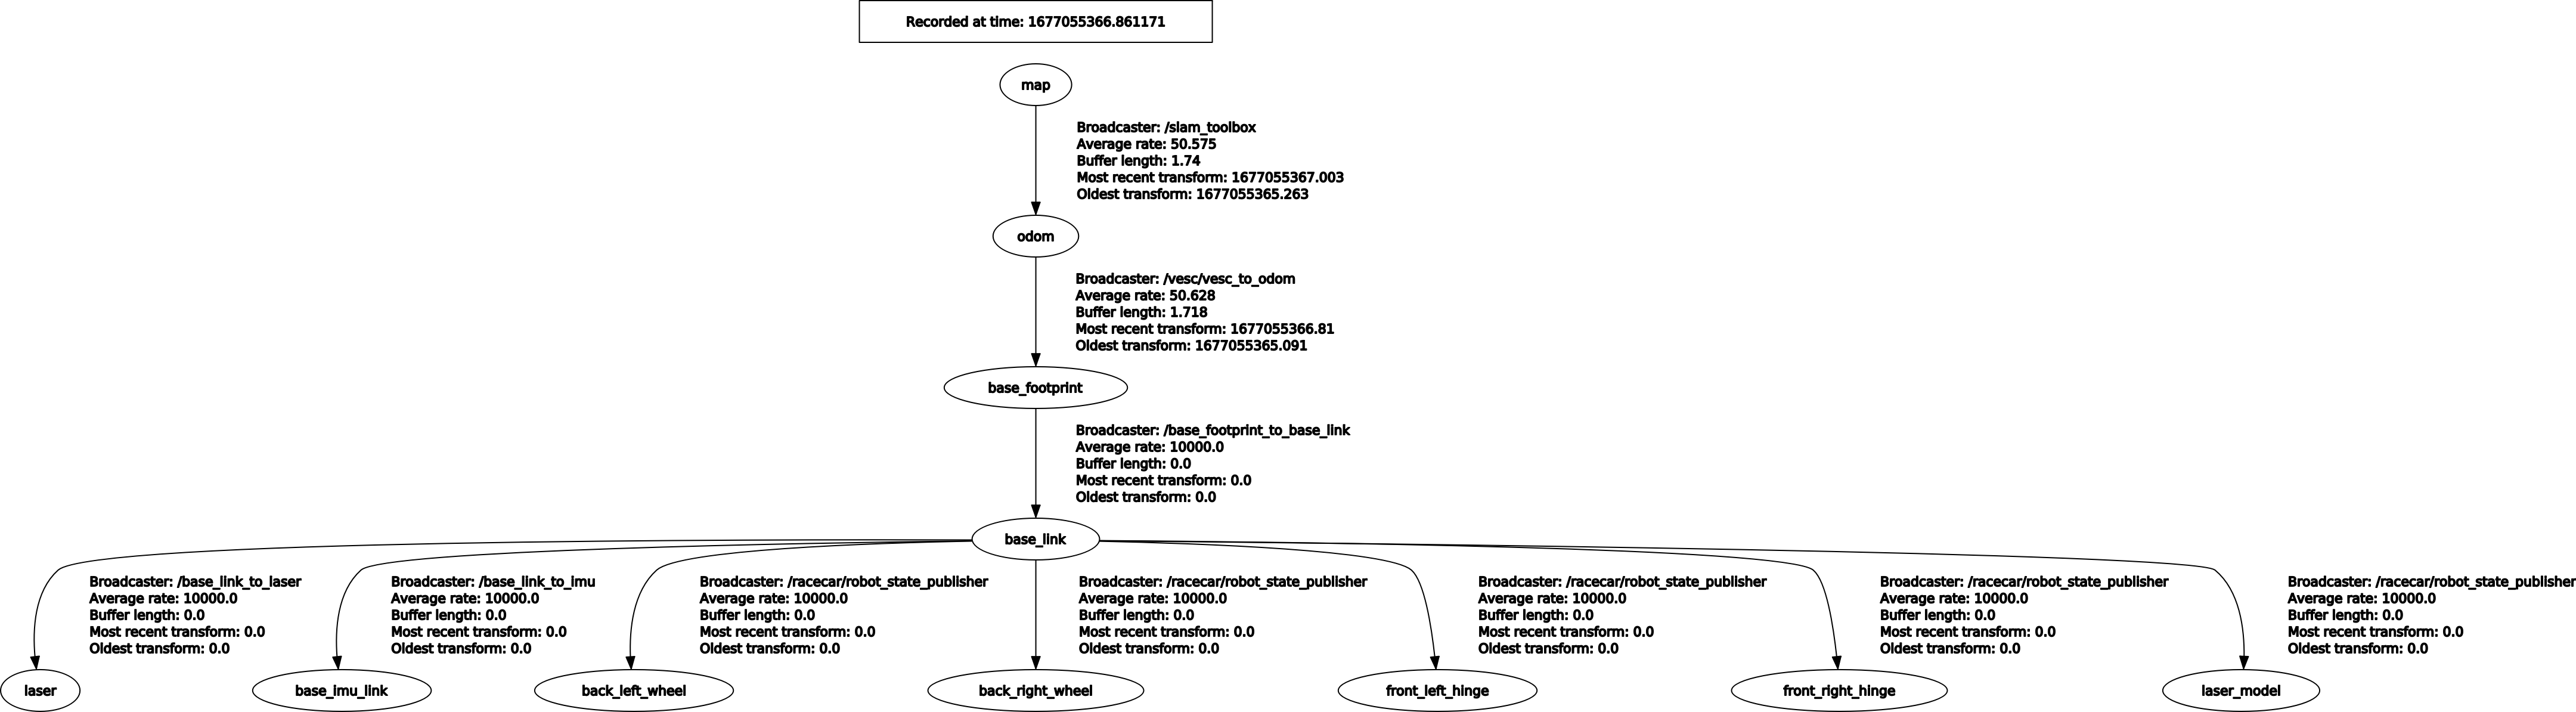 Recorded at time: 1677055366.861171
map
Broadcaster: /slam_toolbox
Average rate: 50.575
Buffer length: 1.74
Most recent transform: 1677055367.003
Oldest transform: 1677055365.263
odom
Broadcaster: /vesc/vesc_to_odom
Average rate: 50.628
Buffer length: 1.718
Most recent transform: 1677055366.81
Oldest transform: 1677055365.091
base_footprint
Broadcaster: /base_footprint_to_base_link
Average rate: 10000.0
Buffer length: 0.0
Most recent transform: 0.0
Oldest transform: 0.0
base_link
Broadcaster: /base_link_to_laser
Average rate: 10000.0
Buffer length: 0.0
Most recent transform: 0.0
Oldest transform: 0.0
Broadcaster: /base_link_to_imu
Average rate: 10000.0
Buffer length: 0.0
Most recent transform: 0.0
Oldest transform: 0.0
Broadcaster: /racecar/robot_state_publisher
Average rate: 10000.0
Buffer length: 0.0
Most recent transform: 0.0
Oldest transform: 0.0
Broadcaster: /racecar/robot_state_publisher
Average rate: 10000.0
Buffer length: 0.0
Most recent transform: 0.0
Oldest transform: 0.0
Broadcaster: /racecar/robot_state_publisher
Average rate: 10000.0
Buffer length: 0.0
Most recent transform: 0.0
Oldest transform: 0.0
Broadcaster: /racecar/robot_state_publisher
Average rate: 10000.0
Buffer length: 0.0
Most recent transform: 0.0
Oldest transform: 0.0
Broadcaster: /racecar/robot_state_publisher
Average rate: 10000.0
Buffer length: 0.0
Most recent transform: 0.0
Oldest transform: 0.0
laser
base_imu_link
back_left_wheel
back_right_wheel
front_left_hinge
front_right_hinge
laser_model